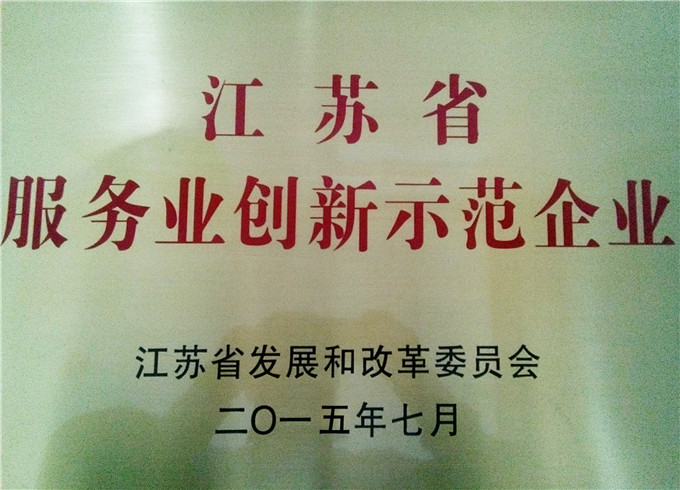 江苏省
服务业创新示范企业
江苏省发展和改革委员会
二〇一五年七月